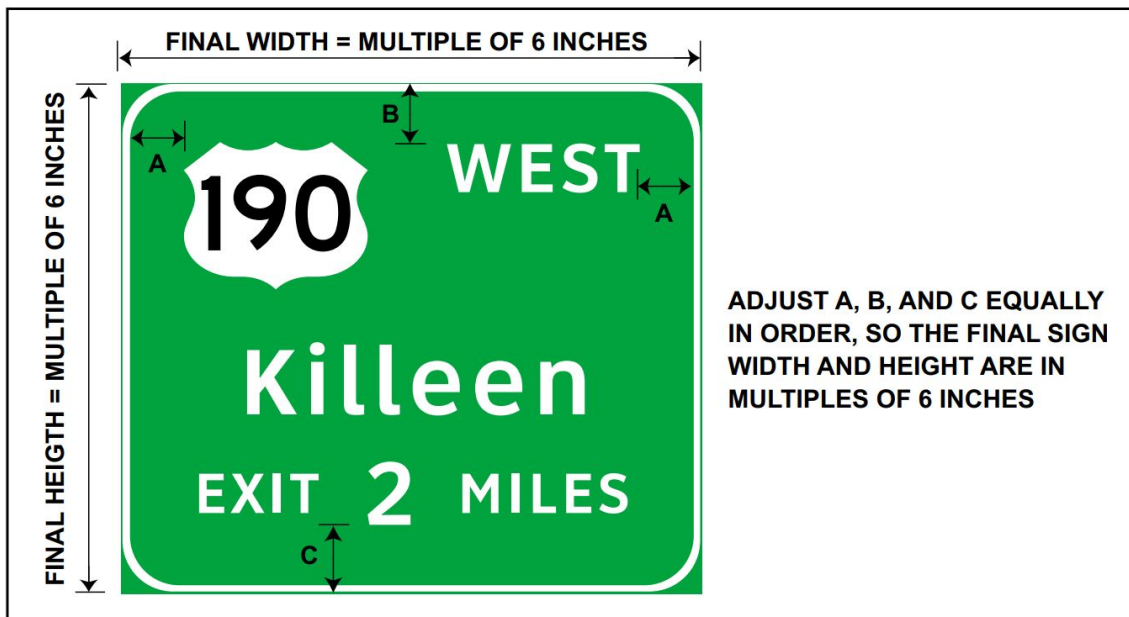 FINAL WIDTH = MULTIPLE OF 6 INCHES
FINAL HEIGTH = MULTIPLE OF 6 INCHES
B
A
190
WEST
A
Killeen
EXIT 2 MILES
C
ADJUST A, B, AND C EQUALLY
IN ORDER, SO THE FINAL SIGN
WIDTH AND HEIGHT ARE IN
MULTIPLES OF 6 INCHES